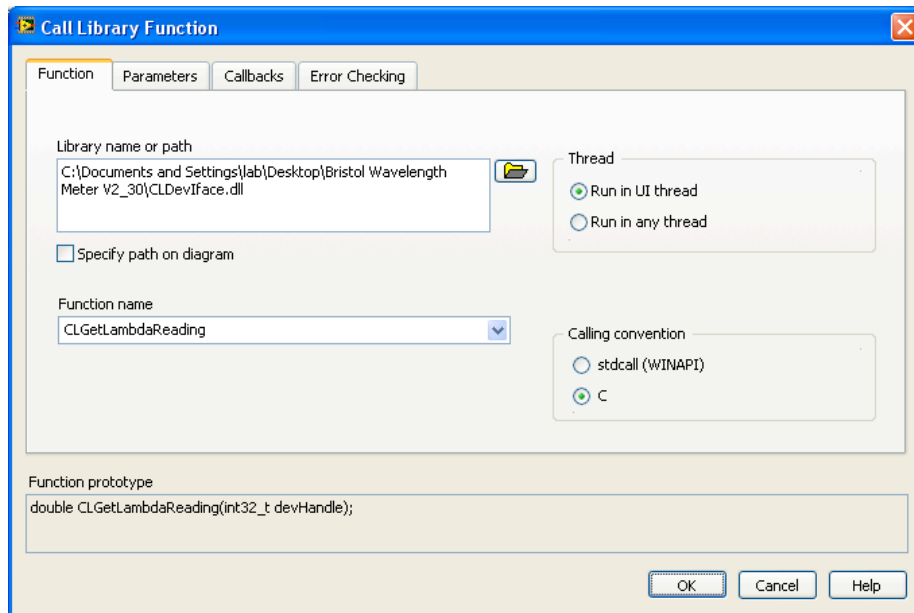 Call Library Function
Function
Parameters
Callbacks
Error Checking
Library name or path
C:\Documents and Settings\lab\Desktop\Bristol Wavelength
Meter V2_30\CLDevIface.dll
Thread
Run in UI thread
Run in any thread
Specify path on diagram
Function name
CLGetLambdaReading
Calling convention
stdcall (WINAPI)
C
Function prototype
double CLGetLambdaReading(int32_t devHandle);
OK
Cancel
Help